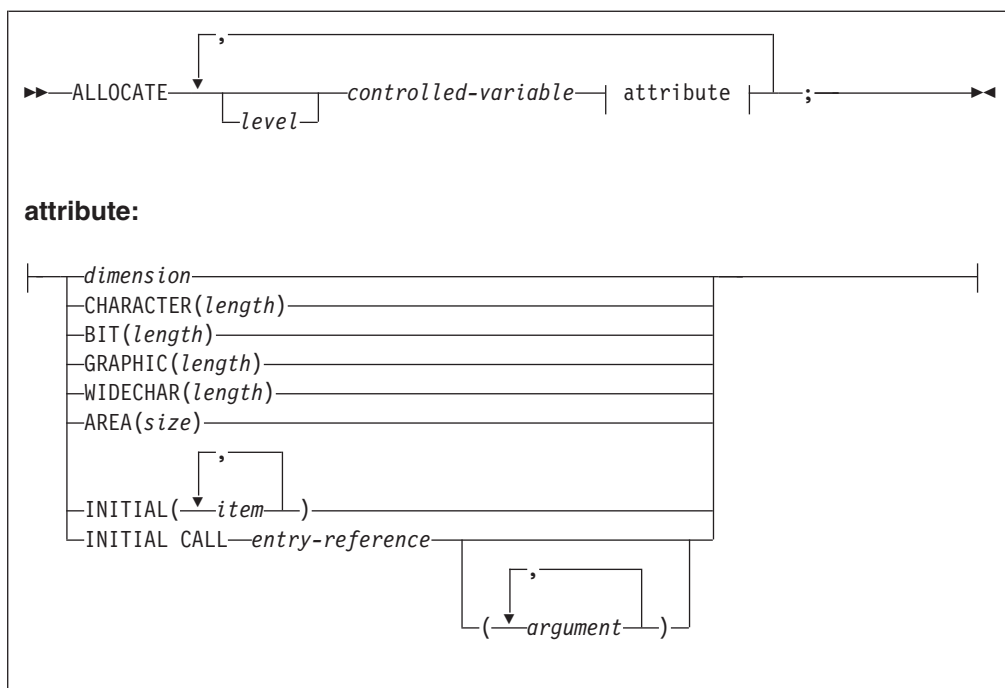 ,
ALLOCATE controlled-variable attribute ;
level
attribute:
dimension
CHARACTER(length)
BIT(length)
GRAPHIC(length)
WIDECHAR(length)
AREA(size)
,
INITIAL( item )
INITIAL CALL entry-reference
,
( argument )